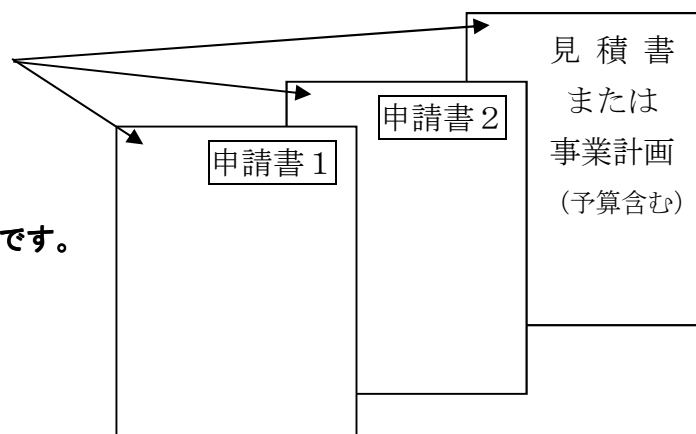 見積書
または
事業計画
（予算含む）
申請書２
申請書１
です。